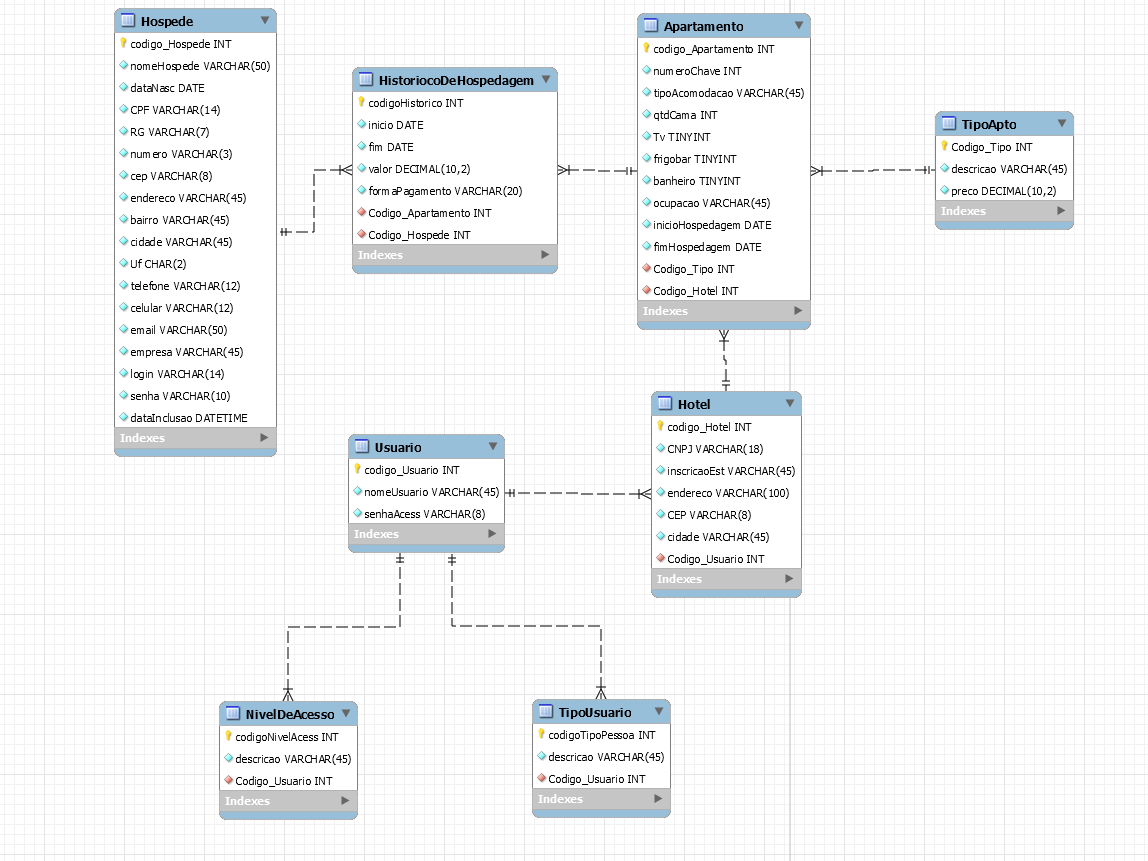 Hospede
codigo_Hospede INT
nomeHospede VARCHAR(50)
dataNasc DATE
CPF VARCHAR(14)
RG VARCHAR(7)
numero VARCHAR(3)
cep VARCHAR(8)
endereco VARCHAR(45)
bairro VARCHAR(45)
cidade VARCHAR(45)
Uf CHAR(2)
telefone VARCHAR(12)
celular VARCHAR(12)
email VARCHAR(50)
empresa VARCHAR(45)
login VARCHAR(14)
senha VARCHAR(10)
dataInclusao DATETIME
Indexes
HistoriocoDeHospedagem
codigoHistorico INT
inicio DATE
fim DATE
valor DECIMAL(10,2)
formaPagamento VARCHAR(20)
Codigo_Apartamento INT
Codigo_Hospede INT
Indexes
Apartamento
codigo_Apartamento INT
numeroChave INT
tipoAcomodacao VARCHAR(45)
qtdCama INT
Tv TINYINT
frigobar TINYINT
banheiro TINYINT
ocupacao VARCHAR(45)
inicioHospedagem DATE
fimHospedagem DATE
Codigo_Tipo INT
Codigo_Hotel INT
Indexes
TipoApto
Codigo_Tipo INT
descricao VARCHAR(45)
preco DECIMAL(10,2)
Indexes
Hotel
codigo_Hotel INT
CNPJ VARCHAR(18)
inscricaoEst VARCHAR(45)
endereco VARCHAR(100)
CEP VARCHAR(8)
cidade VARCHAR(45)
Codigo_Usuario INT
Indexes
Usuario
codigo_Usuario INT
nomeUsuario VARCHAR(45)
senhaAcess VARCHAR(8)
Indexes
NivelDeAcesso
codigoNivelAcess INT
descricao VARCHAR(45)
Codigo_Usuario INT
Indexes
TipoUsuario
codigoTipoPessoa INT
descricao VARCHAR(45)
Codigo_Usuario INT
Indexes